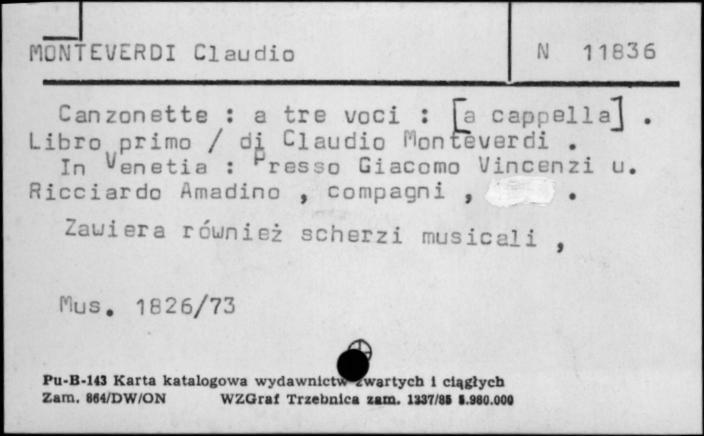 MONTEVERDI Claudio
N 11836
Canzonette : a tre voci : [a cappella] .
Libro primo / di Claudio Monteverdi .
In Venetia : Presso Giacomo Vincenzi u.
Ricciardo Amadino , compagni , .
Zawiera również scherzi musicali ,
Mus. 1826/73
Pu-B-143 Karta katalogowa wydawnictw zwartych i ciągłych
Zam. 864/DW/ON WZGraf Trzebnica zam. 1337/85 5.980.000